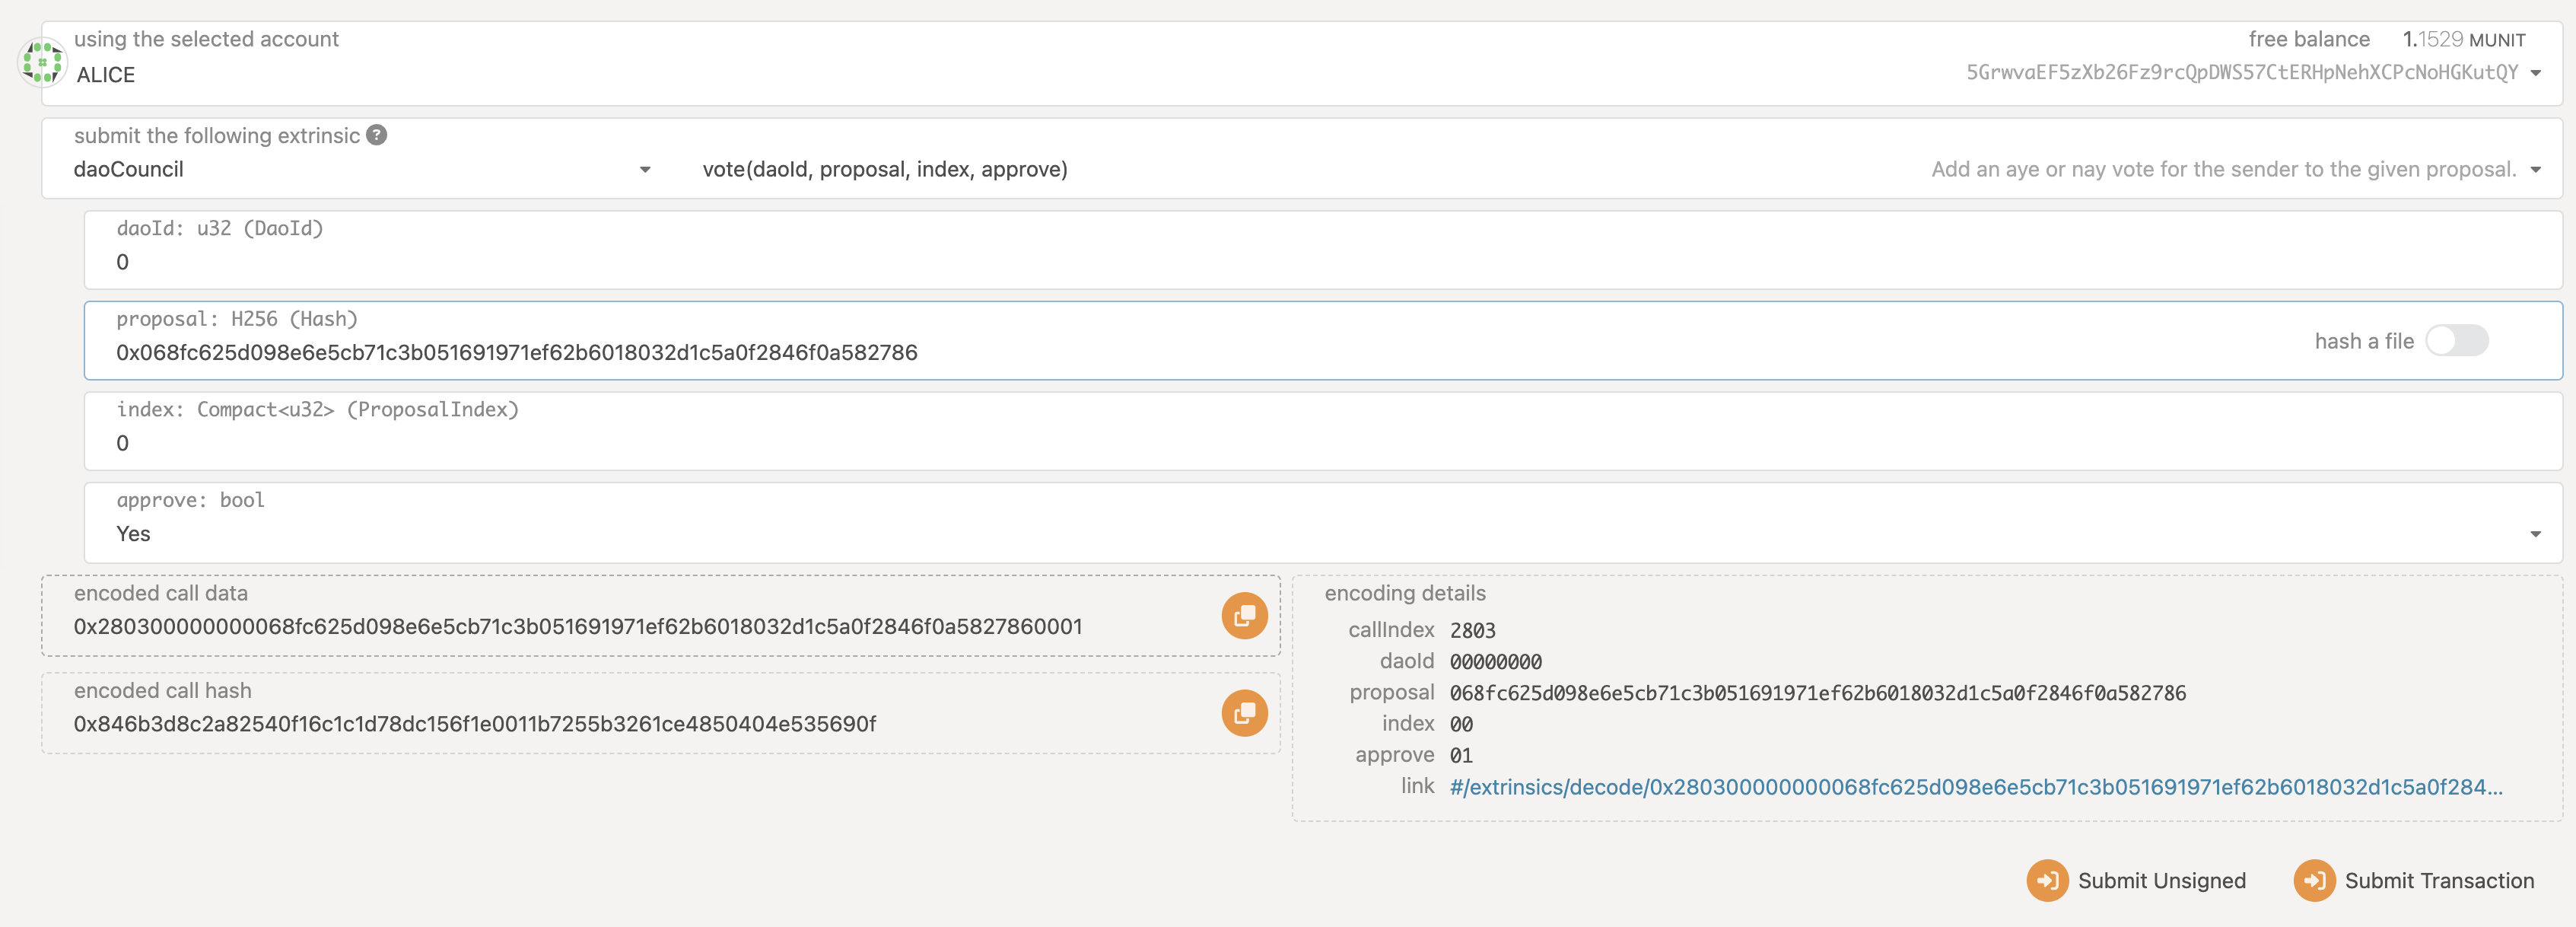 using the selected account
free balance 1.1529 MUNIT
ALICE
5GrwvaEF5zXb26Fz9rcQpDWS57CtERHpNehXCPcNoHGKutQY
submit the following extrinsic ?
daoCouncil
vote(daoId, proposal, index, approve)
Add an aye or nay vote for the sender to the given proposal.
daoId: u32 (DaoId)
0
proposal: H256 (Hash)
0x068fc625d098e6e5cb71c3b051691971ef62b6018032d1c5a0f2846f0a582786
hash a file
index: Compact<u32> (ProposalIndex)
0
approve: bool
Yes
encoded call data
0x280300000000068fc625d098e6e5cb71c3b051691971ef62b6018032d1c5a0f2846f0a5827860001
encoded call hash
0x846b3d8c2a82540f16c1c1d78dc156f1e0011b7255b3261ce4850404e535690f
encoding details
callIndex 2803
daoId 00000000
proposal 068fc625d098e6e5cb71c3b051691971ef62b6018032d1c5a0f2846f0a582786
index 00
approve 01
link #/extrinsics/decode/0x280300000000068fc625d098e6e5cb71c3b051691971ef62b6018032d1c5a0f284...
Submit Unsigned
Submit Transaction